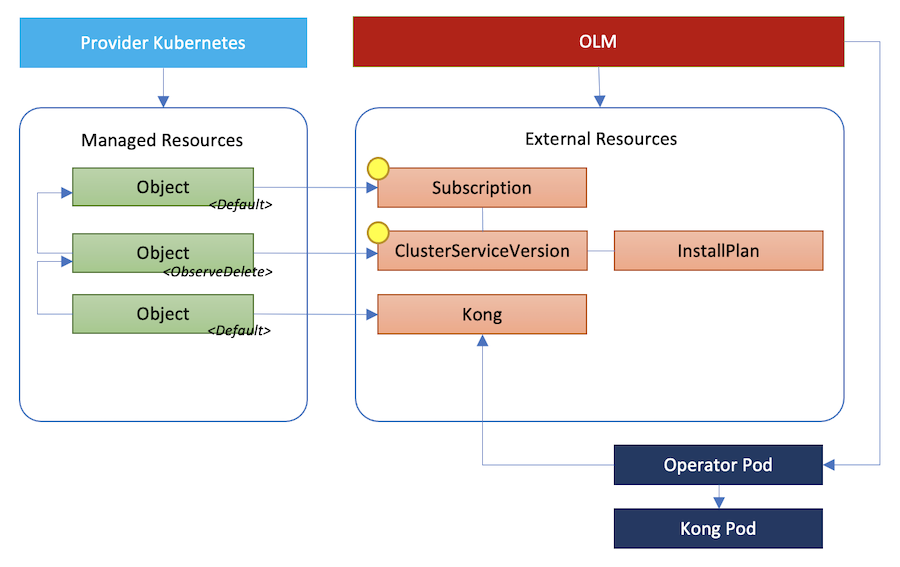 Provider Kubernetes
OLM
Managed Resources
External Resources
Object
<Default>
Subscription
Object
<ObserveDelete>
ClusterServiceVersion
InstallPlan
Object
<Default>
Kong
Operator Pod
Kong Pod